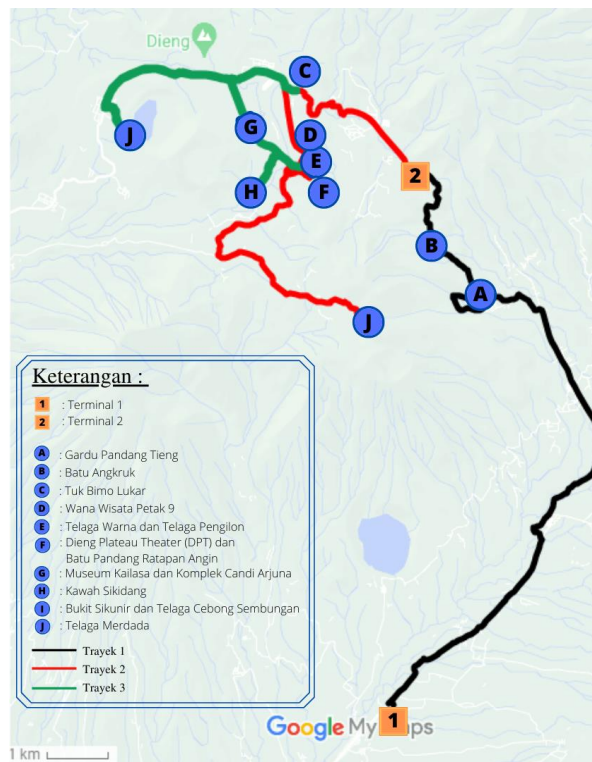 Dieng
C
J
G
D
E
2
H
F
B
A
J
Keterangan :
1 : Terminal 1
2 : Terminal 2
A : Gardu Pandang Tieng
B : Batu Angkruk
C : Tuk Bimo Lukar
D : Wana Wisata Petak 9
E : Telaga Warna dan Telaga Pengilon
F : Dieng Plateau Theater (DPT) dan
Batu Pandang Ratapan Angin
G : Museum Kailasa dan Komplek Candi Arjuna
H : Kawah Sikidang
I : Bukit Sikunir dan Telaga Cebong Sembungan
J : Telaga Merdada
Trayek 1
Trayek 2
Trayek 3
1
Google My Maps
1 km